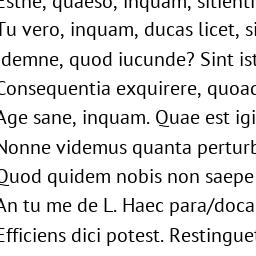 Estne, quaeso, inquam, sitienti
Tu vero, inquam, ducas licet, si
Idemne, quod iucunde? Sint ist
Consequentia exquirere, quoad
Age sane, inquam. Quae est igi
Nonne videmus quanta perturb
Quod quidem nobis non saepe
An tu me de L. Haec para/doca
Efficiens dici potest. Restinguet